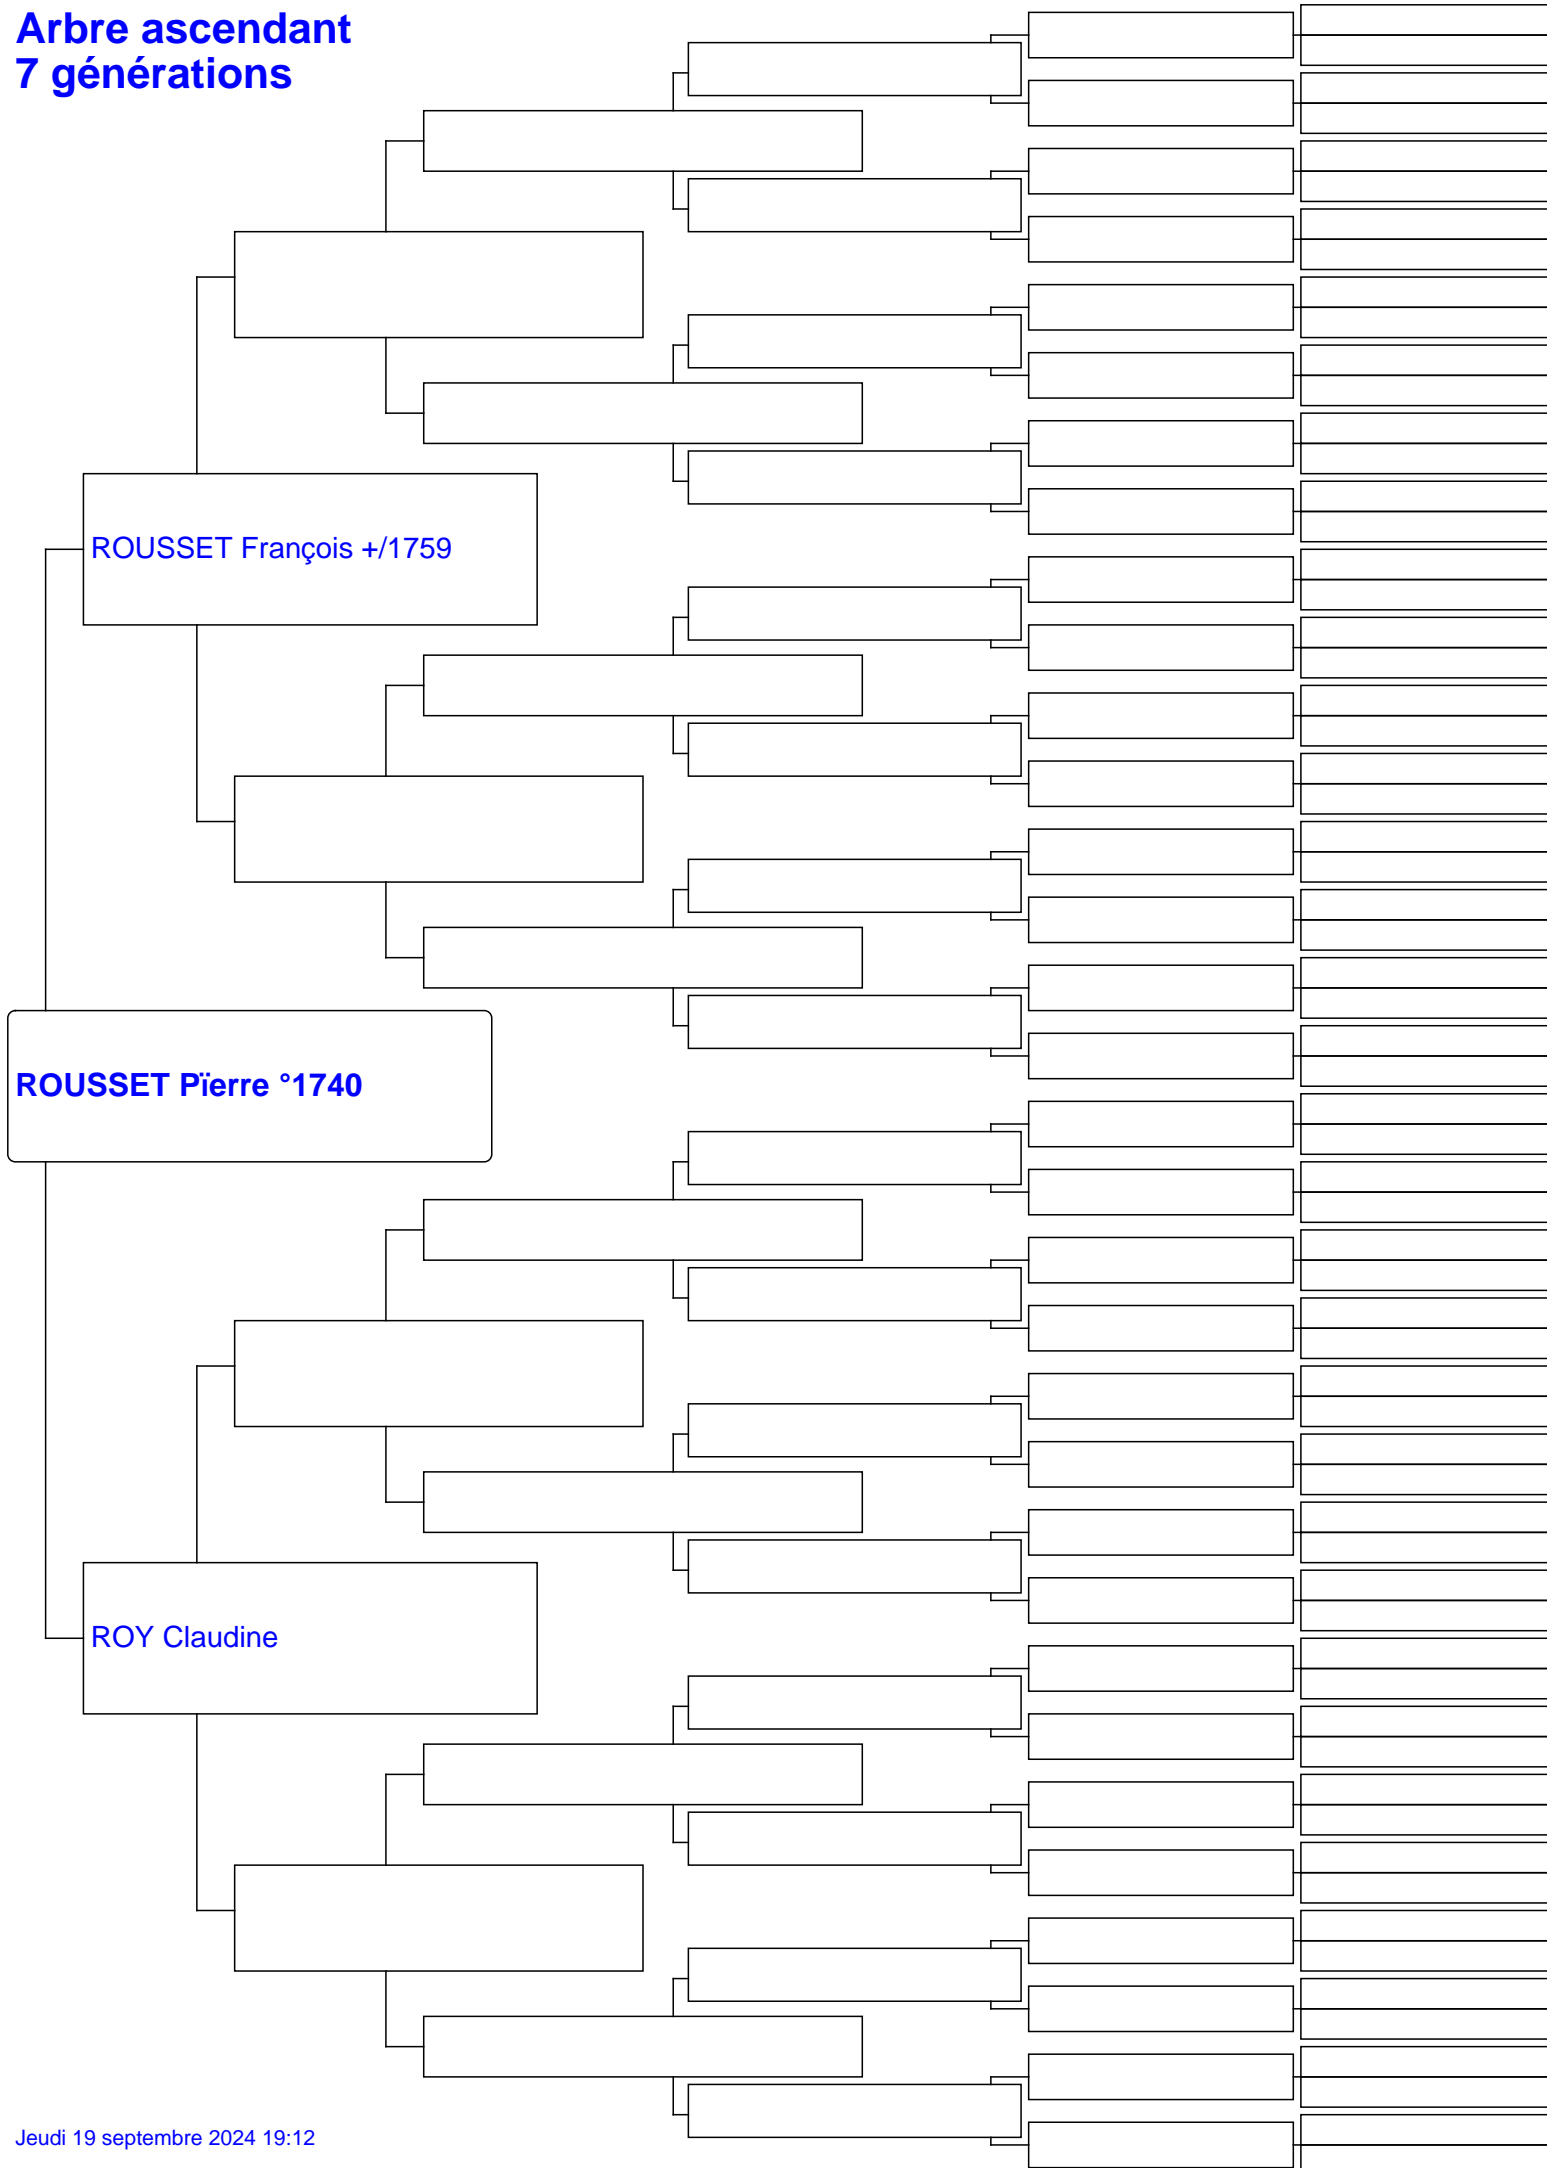 Arbre ascendant
7 générations
ROUSSET François +/1759
ROUSSET Pïerre °1740
ROY Claudine
Jeudi 19 septembre 2024 19:12